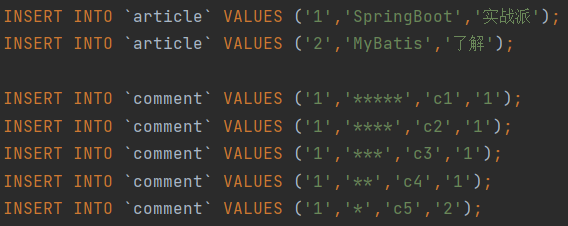 INSERT INTO `article` VALUES ('1','SpringBoot','实战派');
INSERT INTO `article` VALUES ('2','MyBatis','了解');
INSERT INTO `comment` VALUES ('1','*****','c1','1');
INSERT INTO `comment` VALUES ('1','****','c2','1');
INSERT INTO `comment` VALUES ('1','***','c3','1');
INSERT INTO `comment` VALUES ('1','**','c4','1');
INSERT INTO `comment` VALUES ('1','*','c5','2');